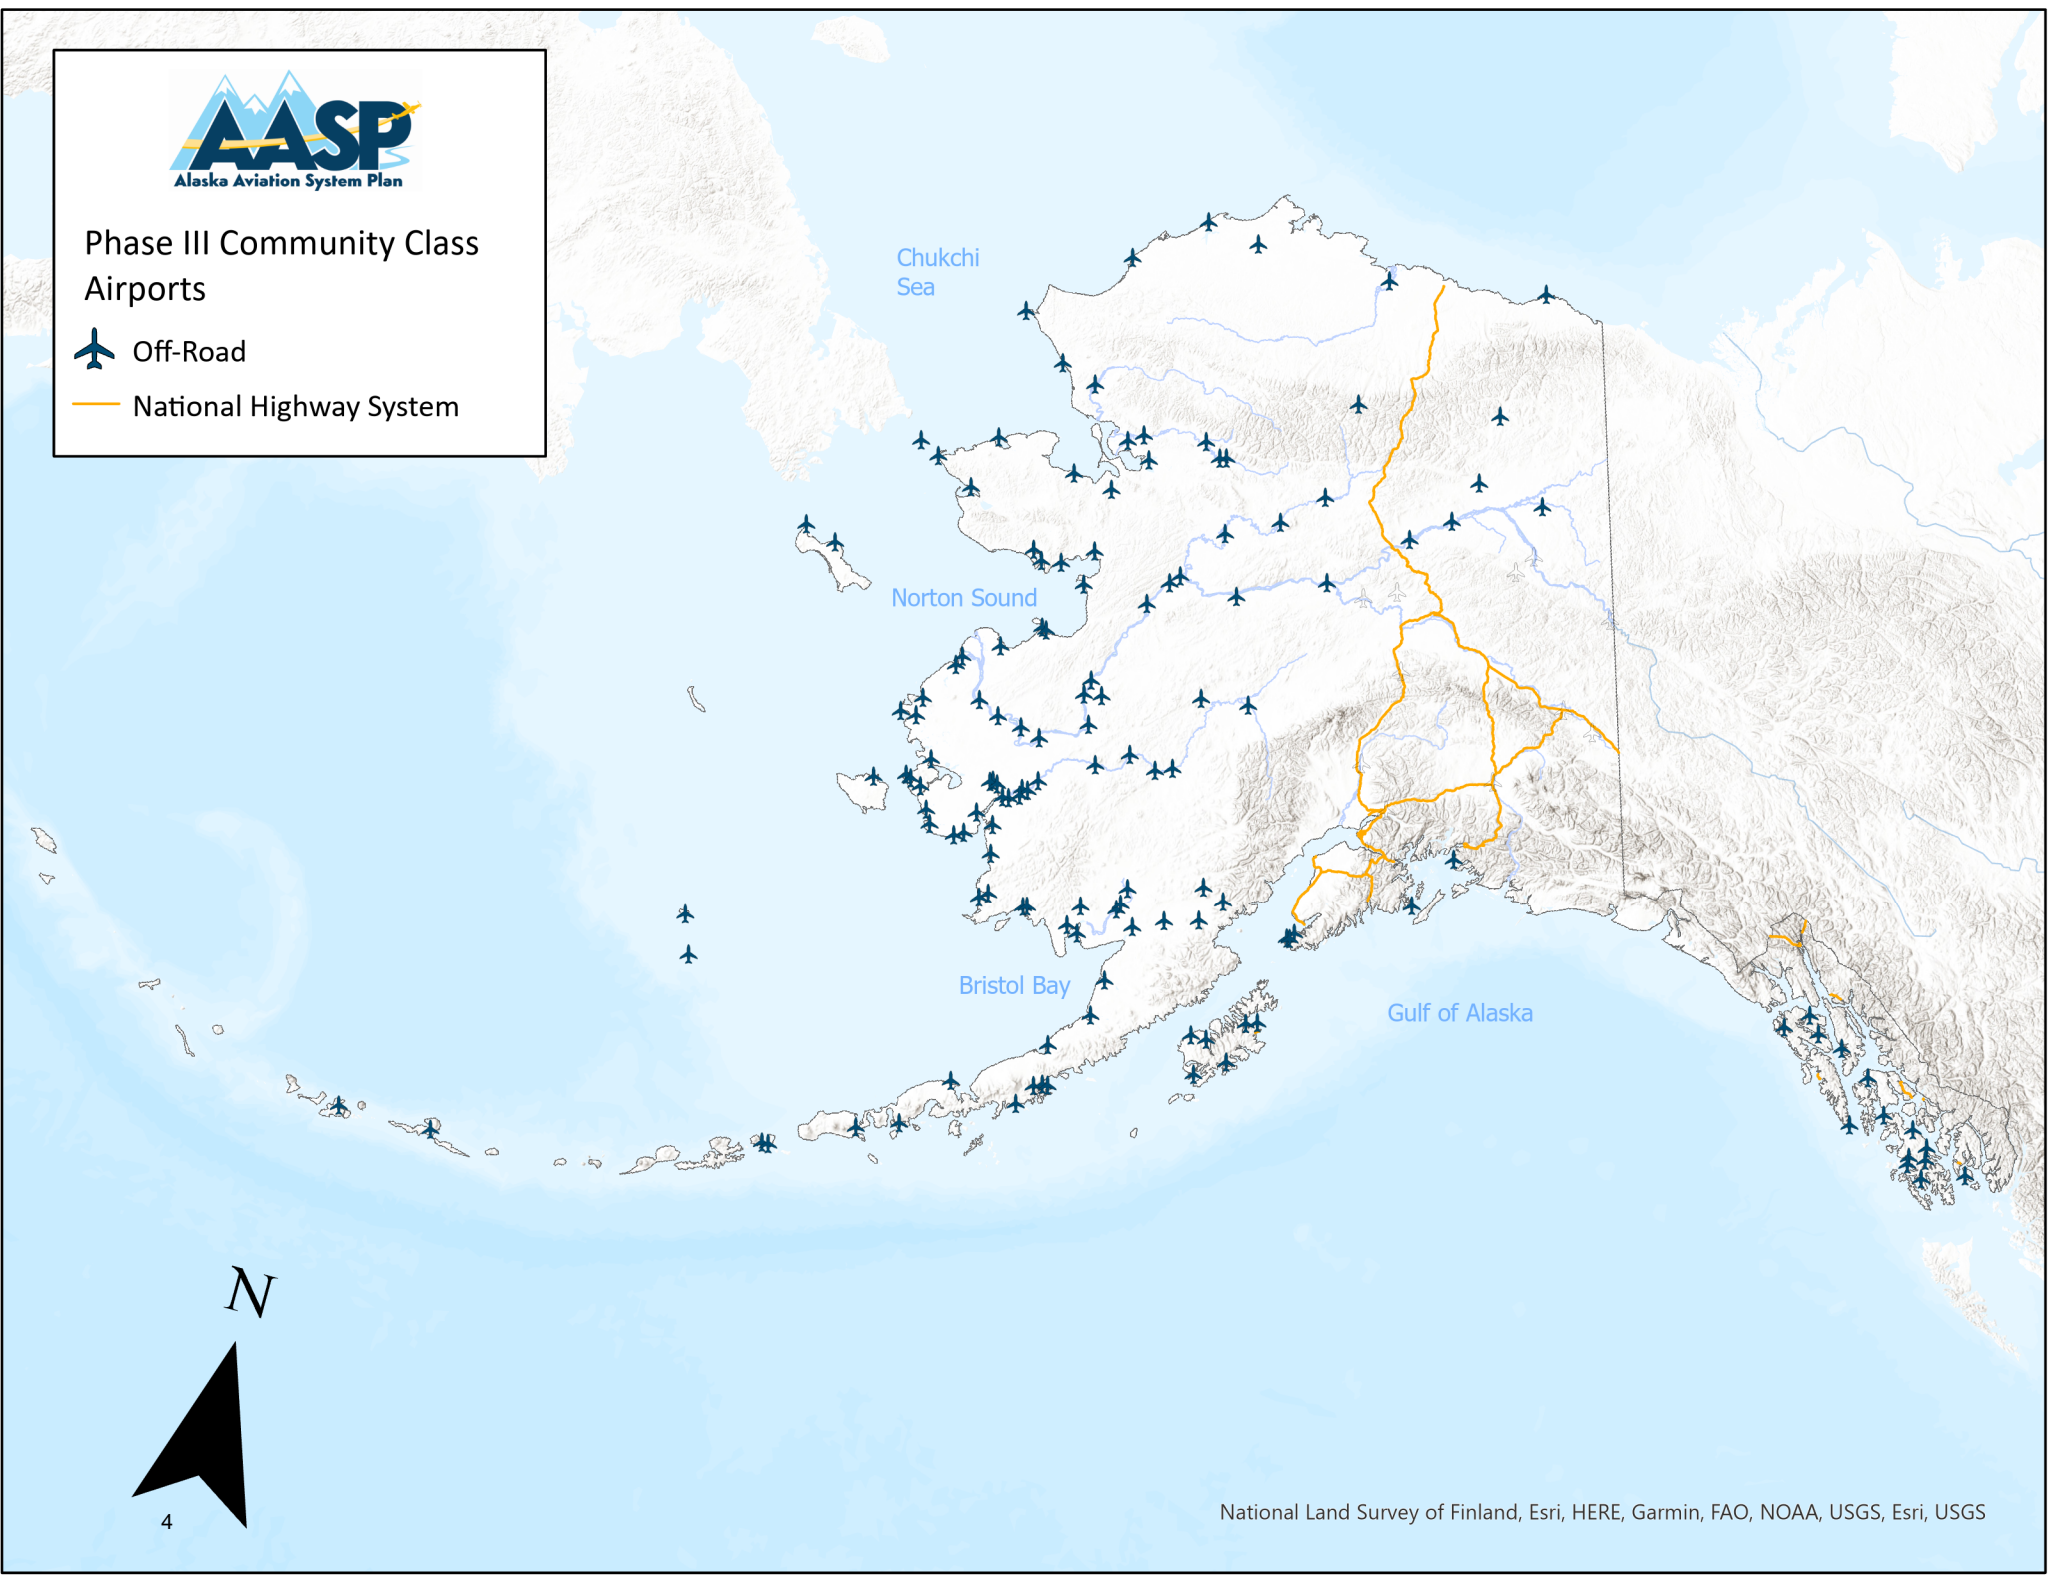 AASP
Alaska Aviation System Plan
Phase III Community Class
Airports
Off-Road
National Highway System
Chukchi
Sea
Norton Sound
Bristol Bay
Gulf of Alaska
N
4
National Land Survey of Finland, Esri, HERE, Garmin, FAO, NOAA, USGS, Esri, USGS